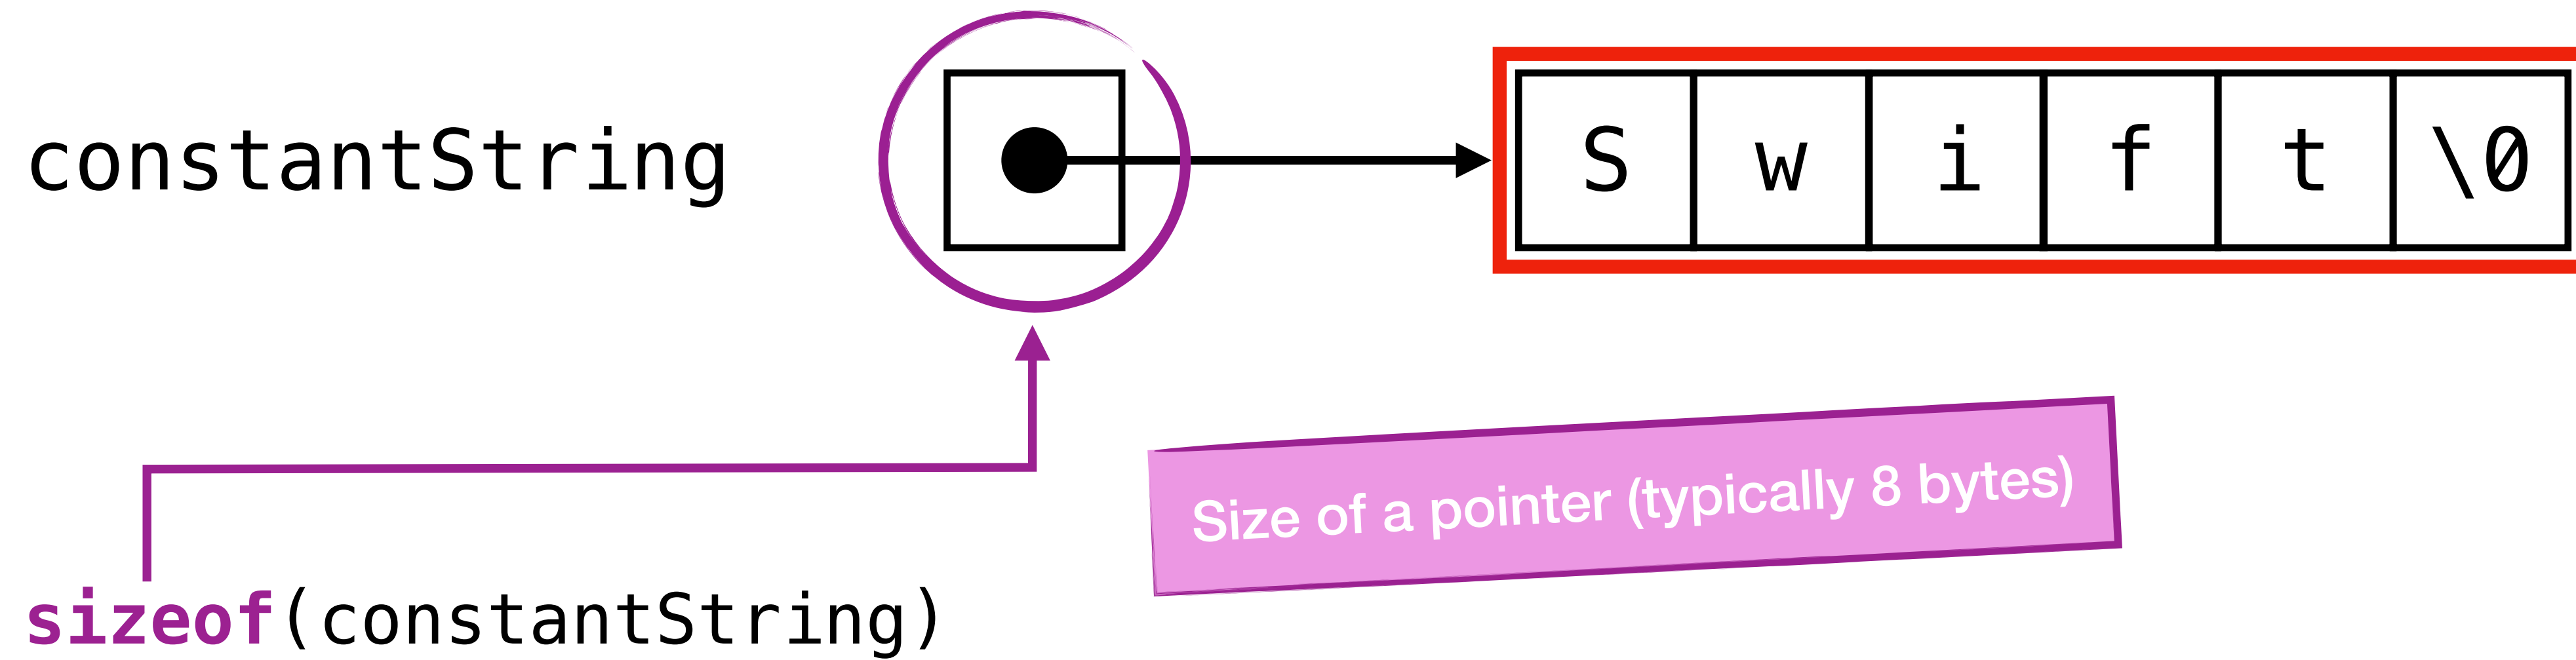 constantString S w i f t \0
Size of a pointer (typically 8 bytes)
sizeof(constantString)